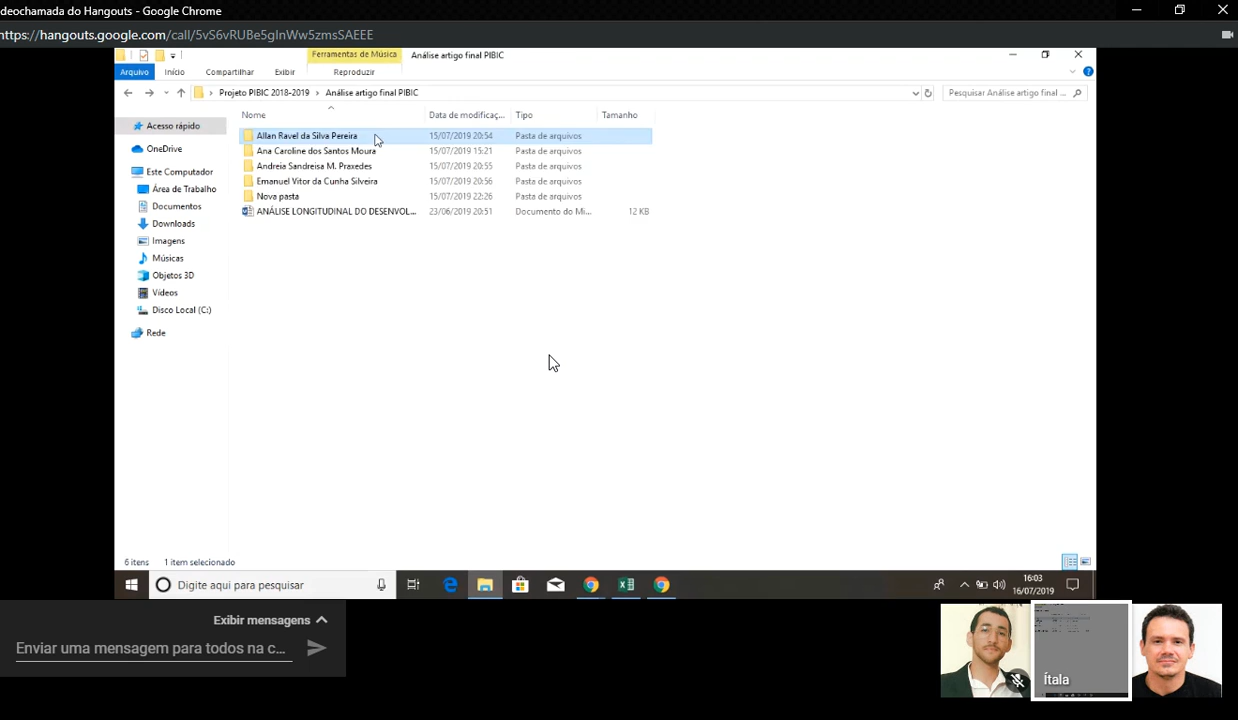 deochamada do Hangouts - Google Chrome
https://hangouts.google.com/call/5vS6vRUBe5gInWw5zmsSAEEE
Ferramentas de Música Análise artigo final PIBIC
Arquivo Início Compartilhar Exibir Reproduzir
Projeto PIBIC 2018-2019 Análise artigo final PIBIC Pesquisar Análise artigo final ...
Nome Data de modificaç... Tipo Tamanho
Acesso rápido
OneDrive
Este Computador
Área de Trabalho
Documentos
Downloads
Imagens
Músicas
Objetos 3D
Vídeos
Disco Local (C:)
Rede
Allan Ravel da Silva Pereira 15/07/2019 20:54 Pasta de arquivos
Ana Caroline dos Santos Moura 15/07/2019 15:21 Pasta de arquivos
Andreia Sandreisa M. Praxedes 15/07/2019 20:55 Pasta de arquivos
Emanuel Vitor da Cunha Silveira 15/07/2019 20:56 Pasta de arquivos
Nova pasta 15/07/2019 22:26 Pasta de arquivos
ANÁLISE LONGITUDINAL DO DESENVOL... 23/06/2019 20:51 Documento do Mi... 12 KB
6 itens 1 item selecionado
Digite aqui para pesquisar
16:03
16/07/2019
Exibir mensagens
Enviar uma mensagem para todos na c...
Ítala